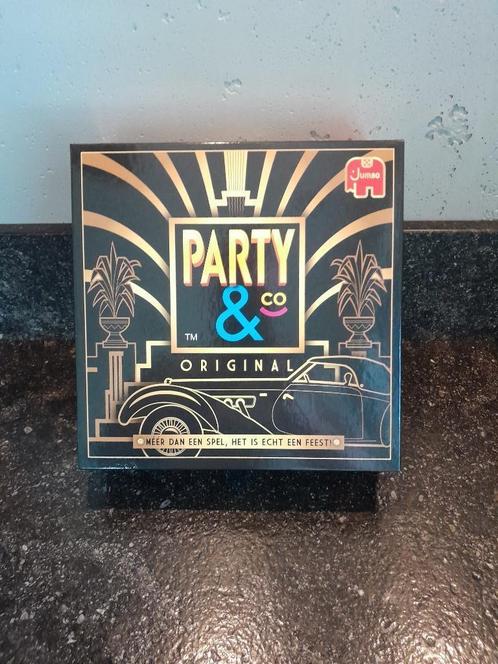 Jumbo
PARTY
& CO
TM
ORIGINAL
MEER DAN EEN SPEL, HET IS ECHT EEN FEEST!